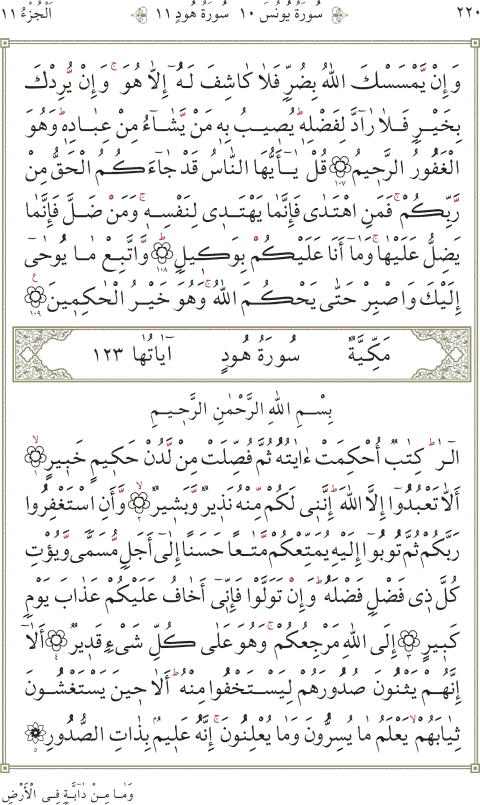 ٢٢٠ سُورَةُ يُونُسَ ١٠ سُورَةُ هُودٍ ١١ اَلْجُزْءُ ١١
وَاِنْ يَمْسَسْكَ اللّٰهُ بِضُرٍّ فَلَا كَاشِفَ لَهُٓ اِلَّا هُوَۚ وَاِنْ يُرِدْكَ
بِخَيْرٍ فَلَا رَٓادَّ لِفَضْلِهٖۜ يُصٖيبُ بِهٖ مَنْ يَشَٓاءُ مِنْ عِبَادِهٖۜ وَهُوَ
الْغَفُورُ الرَّحٖيمُ ١٠٧ قُلْ يَٓا اَيُّهَا النَّاسُ قَدْ جَٓاءَكُمُ الْحَقُّ مِنْ
رَبِّكُمْۚ فَمَنِ اهْتَدٰى فَاِنَّمَا يَهْتَدٖى لِنَفْسِهٖۚ وَمَنْ ضَلَّ فَاِنَّمَا
يَضِلُّ عَلَيْهَاۚ وَمَٓا اَنَا عَلَيْكُمْ بِوَكٖيلٍۜ ١٠٨ وَاتَّبِعْ مَا يُوحٰٓى
اِلَيْكَ وَاصْبِرْ حَتّٰى يَحْكُمَ اللّٰهُۚ وَهُوَ خَيْرُ الْحَاكِمٖينَ ١٠٩
مَكِّيَّةٌ سُورَةُ هُودٍ اٰيَاتُهَا ١٢٣
بِسْمِ اللّٰهِ الرَّحْمٰنِ الرَّحٖيمِ
الٓرٰۜ كِتَابٌ اُحْكِمَتْ اٰيَاتُهُ ثُمَّ فُصِّلَتْ مِنْ لَدُنْ حَكٖيمٍ خَبٖيرٍۙ ١
اَلَّا تَعْبُدُٓوا اِلَّا اللّٰهَۜ اِنَّنٖى لَكُمْ مِنْهُ نَذٖيرٌ وَبَشٖيرٌۙ ٢ وَاَنِ اسْتَغْفِرُوا
رَبَّكُمْ ثُمَّ تُوبُٓوا اِلَيْهِ يُمَتِّعْكُمْ مَتَاعًا حَسَنًا اِلٰٓى اَجَلٍ مُسَمًّى وَيُؤْتِ
كُلَّ ذٖى فَضْلٍ فَضْلَهُۜ وَاِنْ تَوَلَّوْا فَاِنّٖٓى اَخَافُ عَلَيْكُمْ عَذَابَ يَوْمٍ
كَبٖيرٍ ٣ اِلَى اللّٰهِ مَرْجِعُكُمْۚ وَهُوَ عَلٰى كُلِّ شَیْءٍ قَدٖيرٌ ٤ اَلَٓا
اِنَّهُمْ يَثْنُونَ صُدُورَهُمْ لِيَسْتَخْفُوا مِنْهُۜ اَلَا حٖينَ يَسْتَغْشُونَ
ثِيَابَهُمْۙ يَعْلَمُ مَا يُسِرُّونَ وَمَا يُعْلِنُونَۚ اِنَّهُ عَلٖيمٌ بِذَاتِ الصُّدُورِ ٥
وَمَا مِنْ دَٓابَّةٍ فِى الْاَرْضِ